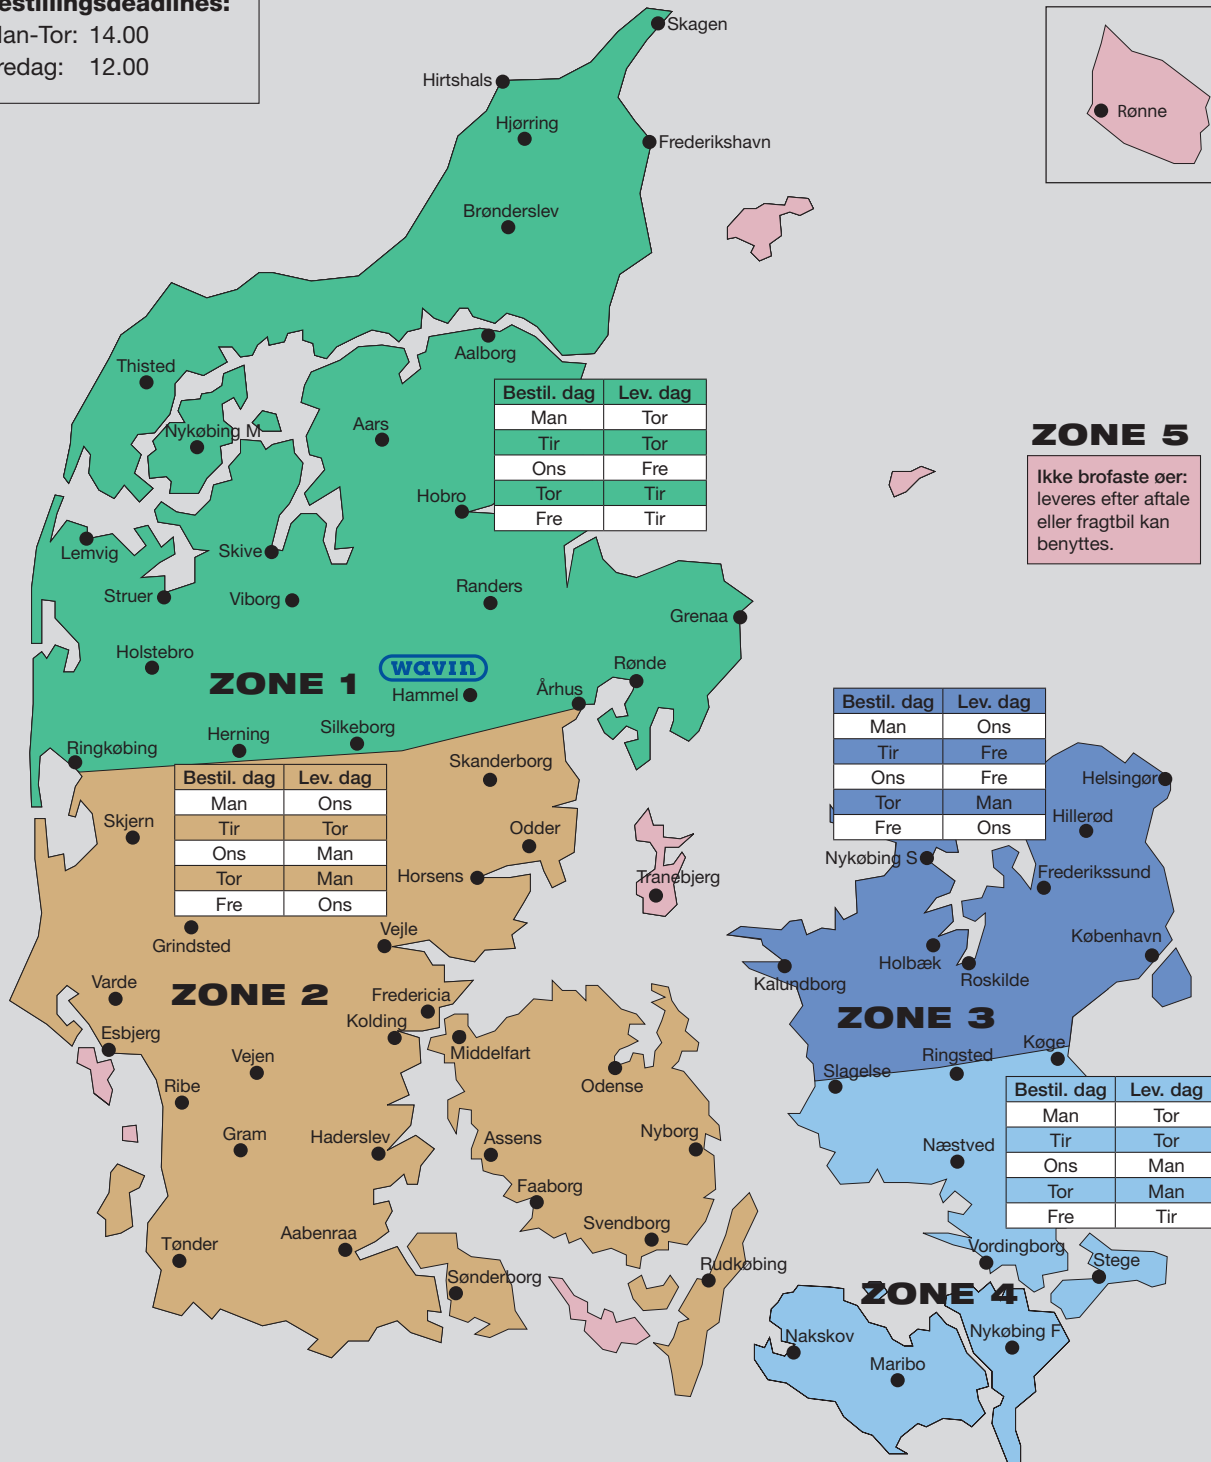 estillingsdeadlines:
an-Tor: 14.00
redag: 12.00
Skagen
Hirtshals
Hjørring
Frederikshavn
Rønne
Brønderslev
Aalborg
Thisted
Bestil. dag Lev. dag
Man Tor
Tir Tor
Ons Fre
Tor Tir
Fre Tir
Aars
Nykøbing M
ZONE 5
Ikke brofaste øer:
leveres efter aftale
eller fragtbil kan
benyttes.
Hobro
Lemvig
Skive
Struer
Viborg
Randers
Grenaa
Holstebro
ZONE 1
wavin
Hammel
Rønde
Århus
Ringkøbing
Herning
Silkeborg
Skanderborg
Bestil. dag Lev. dag
Man Ons
Tir Tor
Ons Man
Tor Man
Fre Ons
Bestil. dag Lev. dag
Man Ons
Tir Fre
Ons Fre
Tor Man
Fre Ons
Helsingør
Hillerød
Skjern
Odder
Nykøbing S
Frederikssund
Horsens
Tranebjerg
Grindsted
Vejle
København
Holbæk
Roskilde
Kalundborg
Varde
ZONE 2
Fredericia
Kolding
ZONE 3
Esbjerg
Middelfart
Køge
Vejen
Ringsted
Slagelse
Ribe
Odense
Bestil. dag Lev. dag
Man Tor
Tir Tor
Ons Man
Tor Man
Fre Tir
Gram
Haderslev
Assens
Nyborg
Næstved
Faaborg
Svendborg
Tønder
Aabenraa
Vordingborg
Stege
Sønderborg
Rudkøbing
ZONE 4
Nakskov
Nykøbing F
Maribo